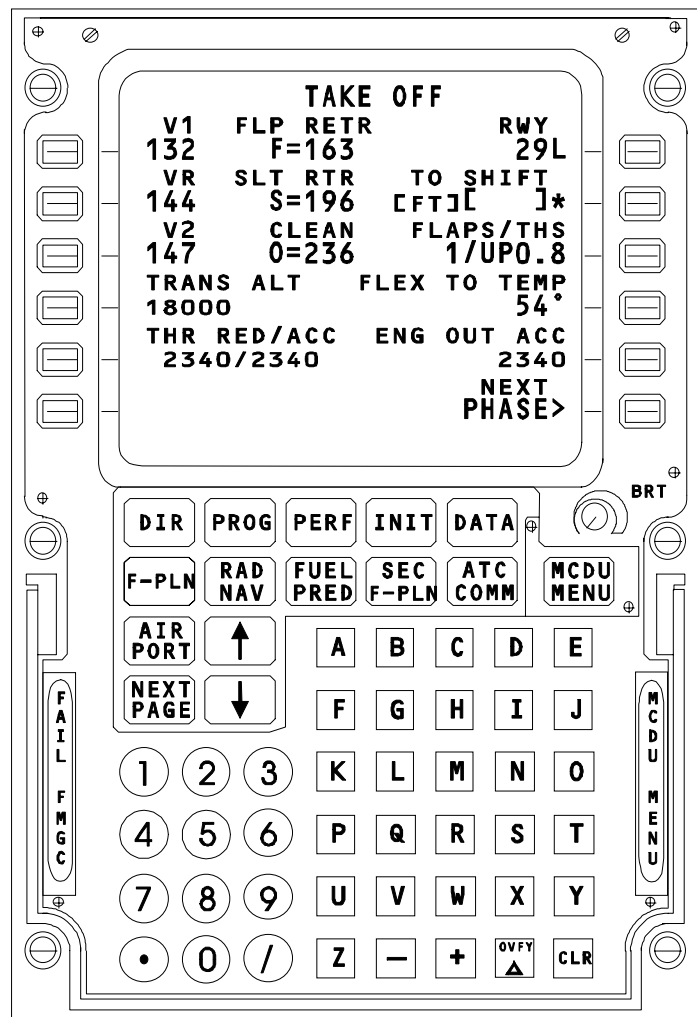 TAKE OFF
V1 FLP RETR RWY
132 F=163 29L
VR SLT RTR TO SHIFT
144 S=196 [FT][ ]*
V2 CLEAN FLAPS/THS
147 O=236 1/UP0.8
TRANS ALT FLEX TO TEMP
18000 54°
THR RED/ACC ENG OUT ACC
2340/2340 2340
NEXT
PHASE>
BRT
DIR PROG PERF INIT DATA
F-PLN RAD NAV FUEL PRED SEC F-PLN ATC COMM MCDU MENU
AIR PORT ↑
NEXT PAGE ↓
A B C D E
F G H I J
K L M N O
P Q R S T
U V W X Y
Z — + OVFY △ CLR
1 2 3
4 5 6
7 8 9
• 0 /
FAIL FMGC
MCDU MENU